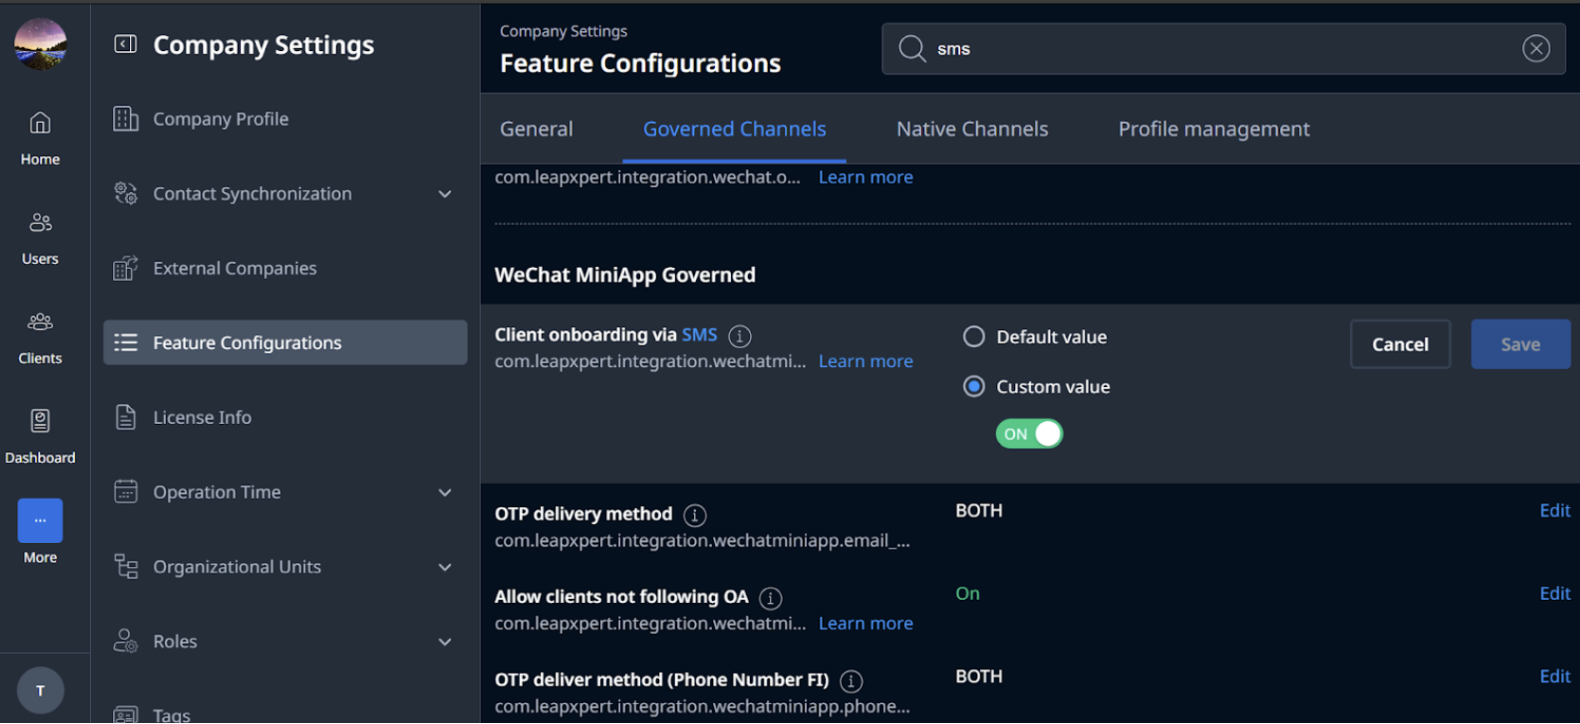 Home
Users
Clients
Dashboard
...
More
T
Company Settings
Company Profile
Contact Synchronization
External Companies
Feature Configurations
License Info
Operation Time
Organizational Units
Roles
Tags
Company Settings
Feature Configurations
sms
General Governed Channels Native Channels Profile management
com.leapxpert.integration.wechat.o... Learn more
WeChat MiniApp Governed
Client onboarding via SMS
com.leapxpert.integration.wechatmi... Learn more
Default value
Custom value
ON
Cancel Save
OTP delivery method BOTH Edit
com.leapxpert.integration.wechatminiapp.email_...
Allow clients not following OA On Edit
com.leapxpert.integration.wechatmi... Learn more
OTP deliver method (Phone Number FI) BOTH Edit
com.leapxpert.integration.wechatminiapp.phone...